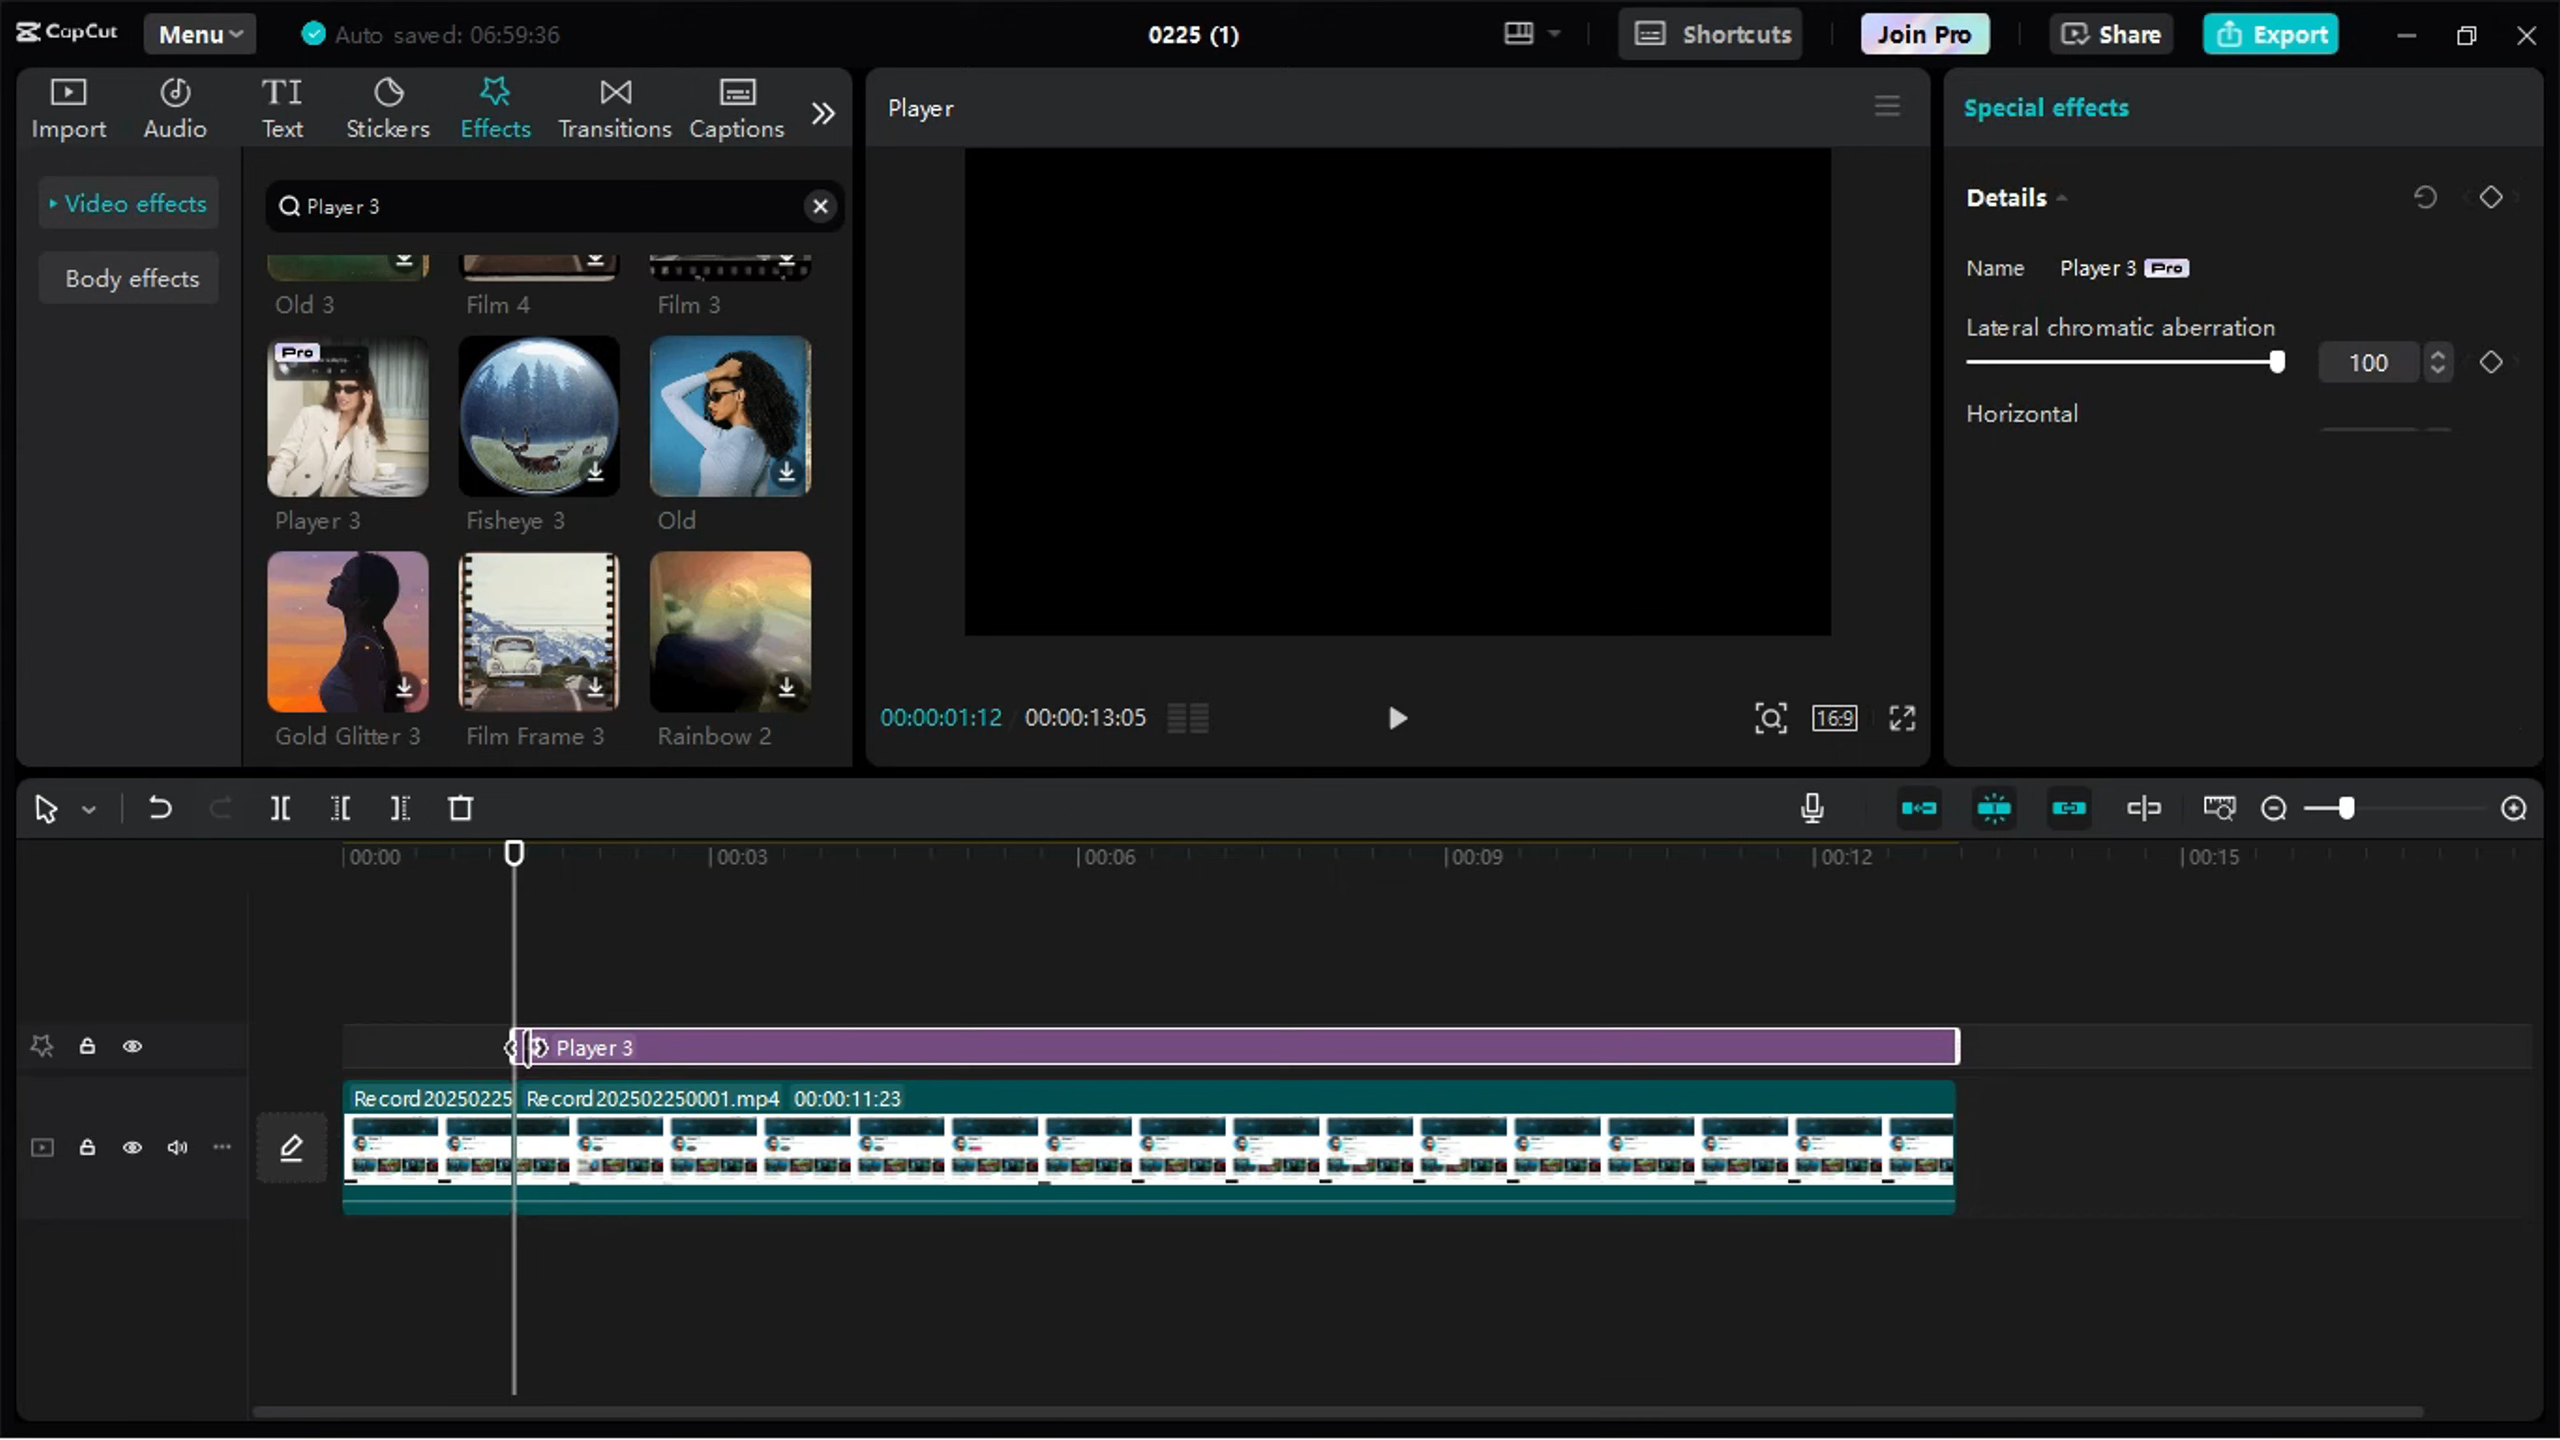 CapCut Menu Auto saved: 06:59:36 0225 (1) Shortcuts Join Pro Share Export
Import Audio Text Stickers Effects Transitions Captions
Player
Special effects
Video effects
Body effects
Player 3
Old 3 Film 4 Film 3
Pro
Player 3 Fisheye 3 Old
Gold Glitter 3 Film Frame 3 Rainbow 2
00:00:01:12 00:00:13:05 16:9
Details
Name Player 3 Pro
Lateral chromatic aberration
100
Horizontal
00:00 00:03 00:06 00:09 00:12 00:15
Player 3
Record20250225 Record202502250001.mp4 00:00:11:23